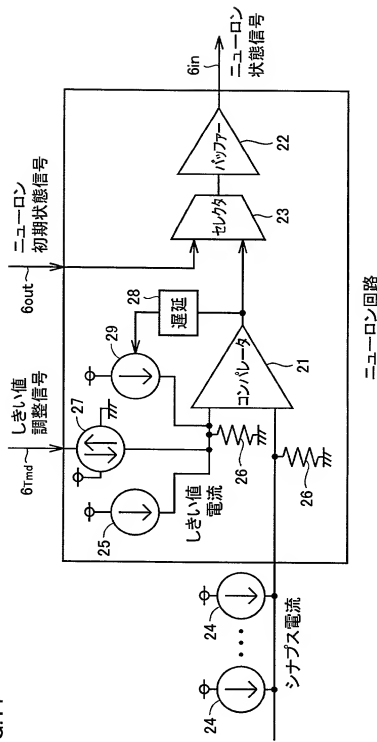 6Tmd
しきい値
調整信号
6out
ニューロン
初期状態信号
27
29
28
遅延
25
しきい値
電流
26
コンパレータ
21
セレクタ
23
バッファー
22
6in
ニューロン
状態信号
24
24
シナプス電流
26
ニューロン回路